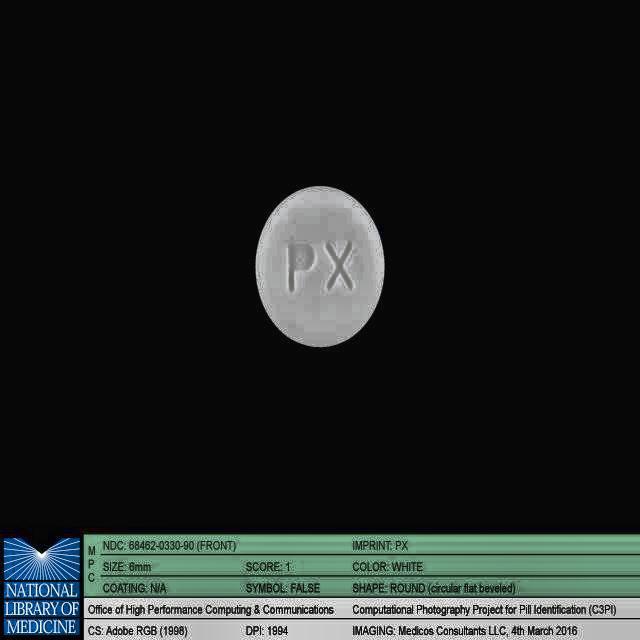 PX
NATIONAL
LIBRARY OF
MEDICINE
MPC
NDC: 68462-0330-90 (FRONT) IMPRINT: PX
SIZE: 6mm SCORE: 1 COLOR: WHITE
COATING: N/A SYMBOL: FALSE SHAPE: ROUND (circular flat beveled)
Office of High Performance Computing & Communications Computational Photography Project for Pill Identification (C3PI)
CS: Adobe RGB (1998) DPI: 1994 IMAGING: Medicos Consultants LLC, 4th March 2016